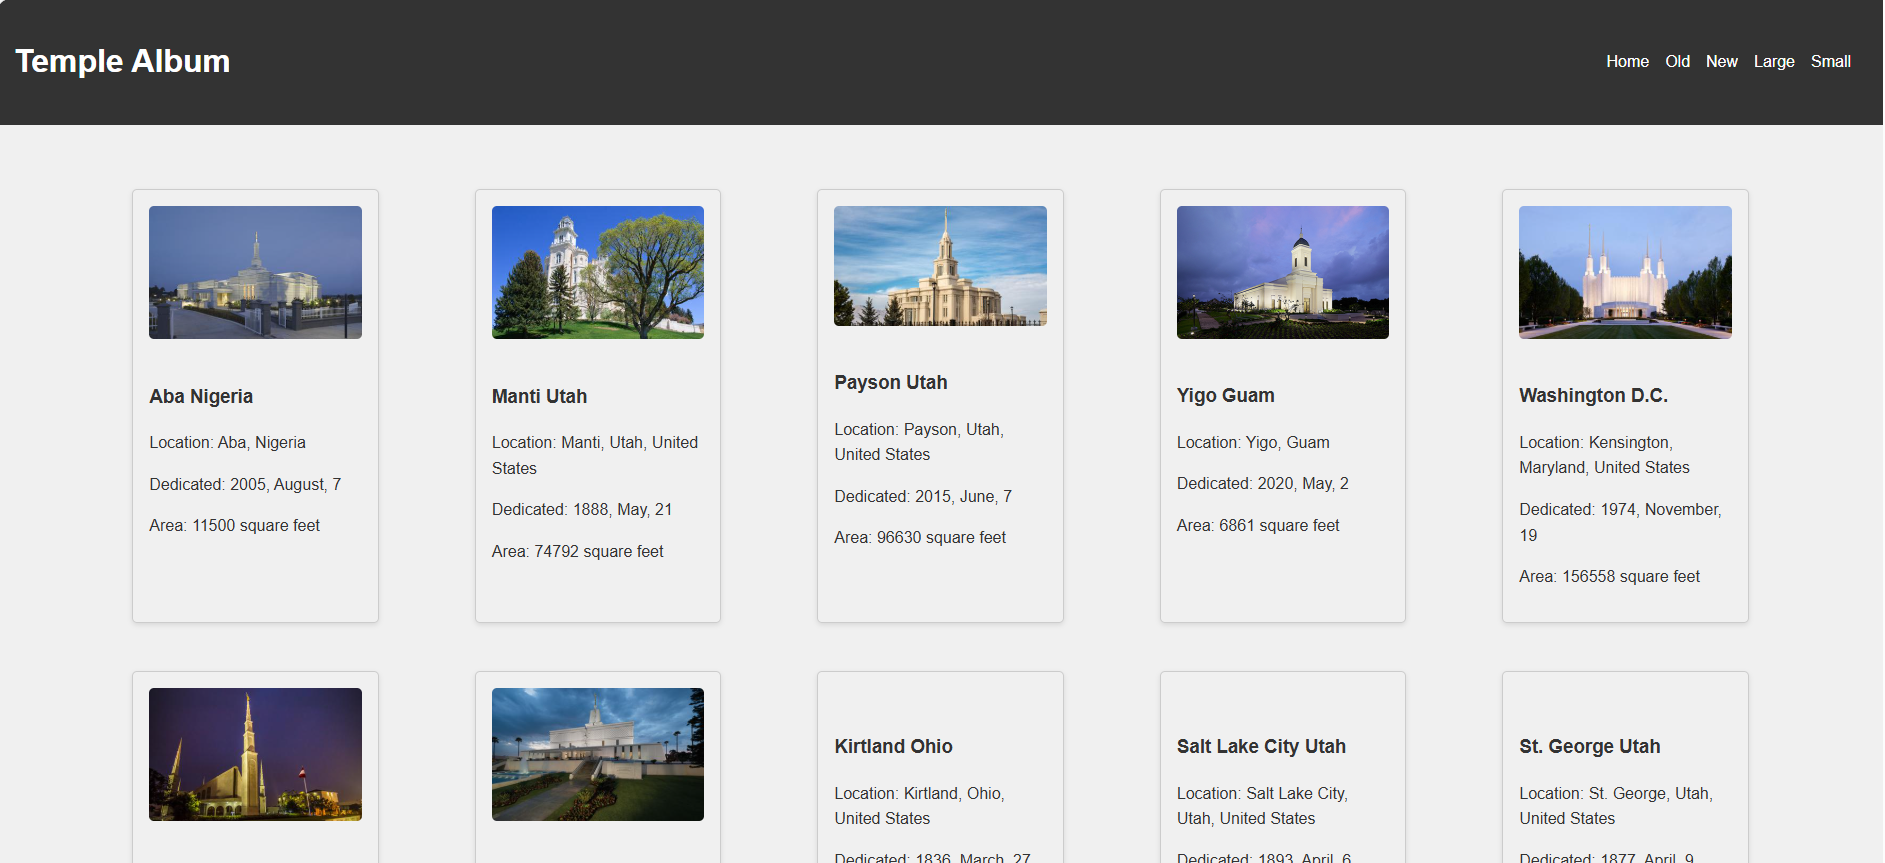 Temple Album
Home Old New Large Small
Aba Nigeria
Location: Aba, Nigeria
Dedicated: 2005, August, 7
Area: 11500 square feet
Manti Utah
Location: Manti, Utah, United
States
Dedicated: 1888, May, 21
Area: 74792 square feet
Payson Utah
Location: Payson, Utah,
United States
Dedicated: 2015, June, 7
Area: 96630 square feet
Yigo Guam
Location: Yigo, Guam
Dedicated: 2020, May, 2
Area: 6861 square feet
Washington D.C.
Location: Kensington,
Maryland, United States
Dedicated: 1974, November,
19
Area: 156558 square feet
Kirtland Ohio
Location: Kirtland, Ohio,
United States
Dedicated: 1836, March, 27
Salt Lake City Utah
Location: Salt Lake City,
Utah, United States
Dedicated: 1893, April, 6
St. George Utah
Location: St. George, Utah,
United States
Dedicated: 1877, April, 9